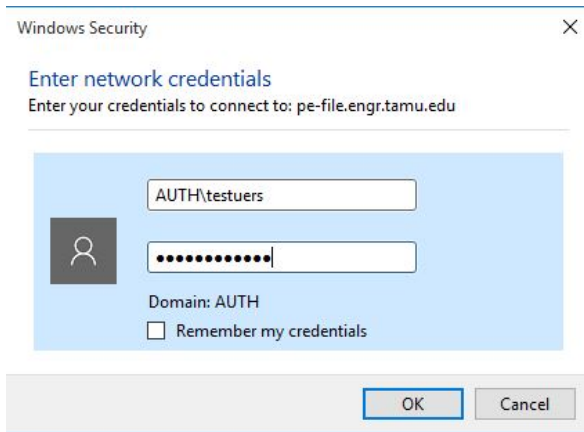 Windows Security
Enter network credentials
Enter your credentials to connect to: pe-file.engr.tamu.edu
AUTH\testuers
●●●●●●●●●●●●
Domain: AUTH
Remember my credentials
OK
Cancel